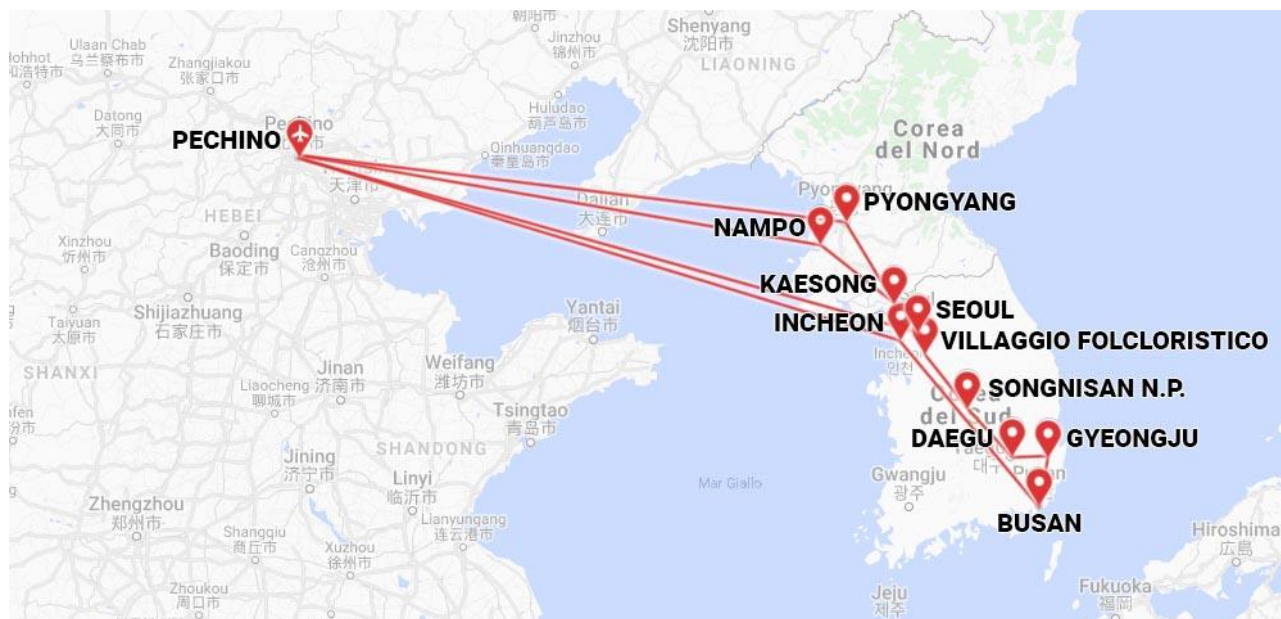 朝阳市
Ulaan Chab
乌兰察布市
Jinzhou
锦州市
Shenyang
沈阳市
Zhangjiakou
张家口市
LIAONING
Huludao
葫芦岛市
Datong
大同市
PECHINO
Qinhuangdao
秦皇岛市
天津市
Corea
del Nord
Dalian
大连市
NAMPO
PYONGYANG
HEBEI
Xinzhou
忻州市
Baoding
保定市
Cangzhou
沧州市
KAESONG
SEOUL
INCHEON
VILLAGGIO FOLCLORISTICO
Shijiazhuang
石家庄市
Yantai
烟台市
Taiyuan
太原市
Incheon
인천
SHANXI
Jinan
济南市
Weifang
潍坊市
SONGNISAN N.P.
Liaocheng
聊城市
Tsingtao
青岛市
del Sud
DAEGU
GYEONGJU
SHANDONG
Jining
济宁市
Linyi
临沂市
Mar Giallo
Gwangju
광주
Zhengzhou
郑州市
BUSAN
Lianyungang
连云港市
Shangqiu
商丘市
Xuzhou
徐州市
Hiroshima
広島
Zhoukou
周口市
Jeju
제주
Fukuoka
福岡